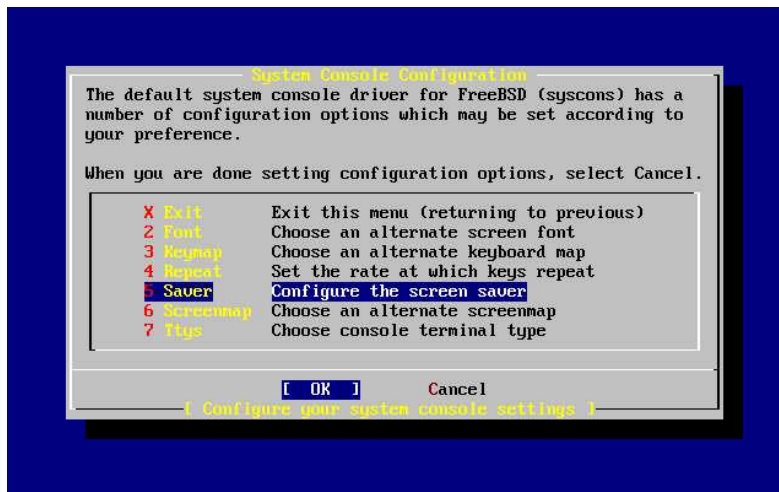 System Console Configuration
The default system console driver for FreeBSD (syscons) has a
number of configuration options which may be set according to
your preference.
When you are done setting configuration options, select Cancel.
X Exit Exit this menu (returning to previous)
2 Font Choose an alternate screen font
3 Keymap Choose an alternate keyboard map
4 Repeat Set the rate at which keys repeat
5 Saver Configure the screen saver
6 Screenmap Choose an alternate screenmap
7 Ttys Choose console terminal type
[ OK ] Cancel
[ Configure your system console settings ]